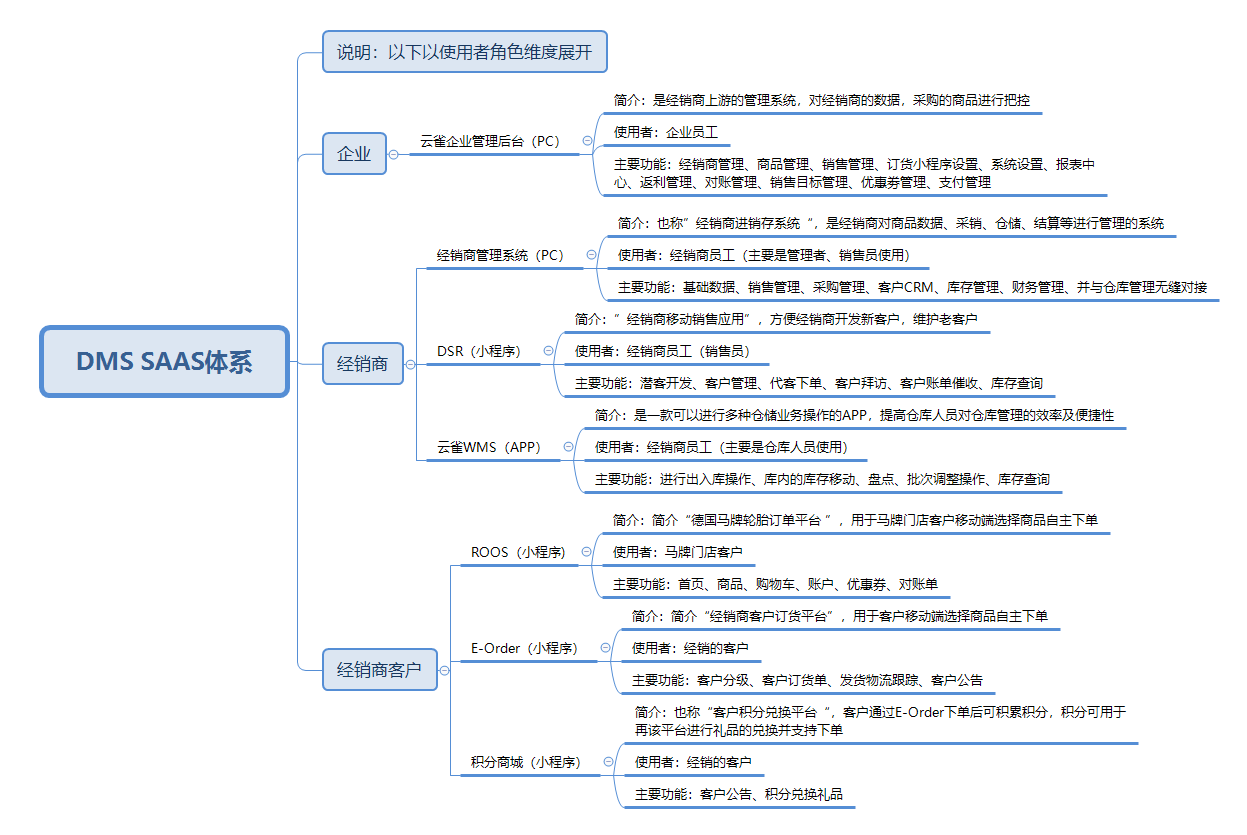 DMS SAAS体系
说明：以下以使用者角色维度展开
企业
云雀企业管理后台（PC）
简介：是经销商上游的管理系统，对经销商的数据，采购的商品进行把控
使用者：企业员工
主要功能：经销商管理、商品管理、销售管理、订货小程序设置、系统设置、报表中
心、返利管理、对账管理、销售目标管理、优惠劵管理、支付管理
经销商
经销商管理系统（PC）
简介：也称”经销商进销存系统“，是经销商对商品数据、采销、仓储、结算等进行管理的系统
使用者：经销商员工（主要是管理者、销售员使用）
主要功能：基础数据、销售管理、采购管理、客户CRM、库存管理、财务管理、并与仓库管理无缝对接
DSR（小程序）
简介：”经销商移动销售应用”，方便经销商开发新客户，维护老客户
使用者：经销商员工（销售员）
主要功能：潜客开发、客户管理、代客下单、客户拜访、客户账单催收、库存查询
云雀WMS（APP）
简介：是一款可以进行多种仓储业务操作的APP，提高仓库人员对仓库管理的效率及便捷性
使用者：经销商员工（主要是仓库人员使用）
主要功能：进行出入库操作、库内的库存移动、盘点、批次调整操作、库存查询
经销商客户
ROOS（小程序）
简介：简介“德国马牌轮胎订单平台”，用于马牌门店客户移动端选择商品自主下单
使用者：马牌门店客户
主要功能：首页、商品、购物车、账户、优惠券、对账单
E-Order（小程序）
简介：简介“经销商客户订货平台”，用于客户移动端选择商品自主下单
使用者：经销的客户
主要功能：客户分级、客户订货单、发货物流跟踪、客户公告
积分商城（小程序）
简介：也称“客户积分兑换平台“，客户通过E-Order下单后可积累积分，积分可用于
再该平台进行礼品的兑换并支持下单
使用者：经销的客户
主要功能：客户公告、积分兑换礼品